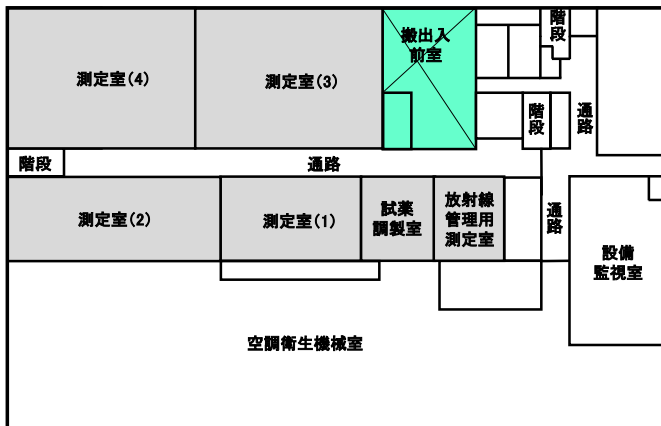 階段
搬出入
前室
測定室(4)
測定室(3)
階段
通路
階段
通路
測定室(2)
測定室(1)
試薬
調製室
放射線
管理用
測定室
通路
設備
監視室
空調衛生機械室